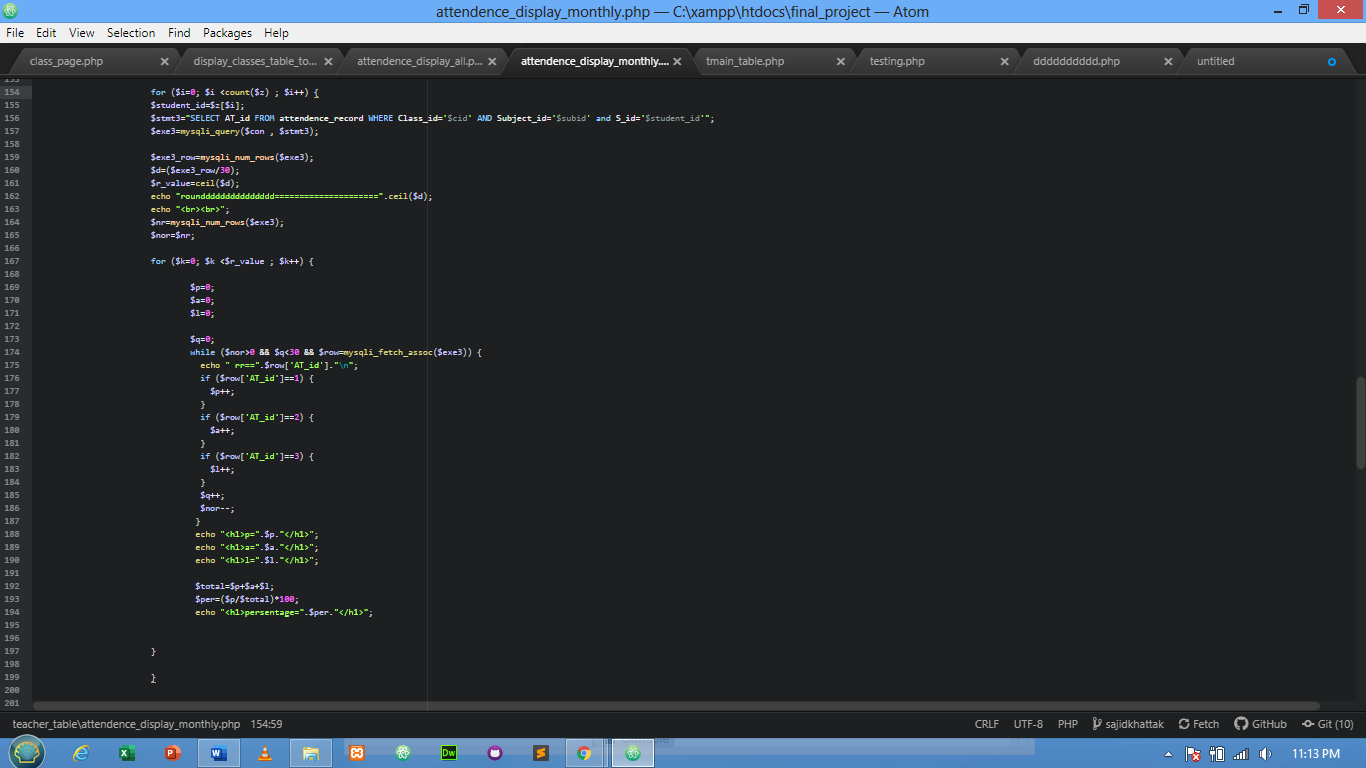 attendence_display_monthly.php — C:\xampp\htdocs\final_project — Atom
File Edit View Selection Find Packages Help
class_page.php display_classes_table_to... attendence_display_all.p... attendence_display_monthly.... tmain_table.php testing.php dddddddddd.php untitled
153
154 for ($i=0; $i <count($z) ; $i++) {
155 $student_id=$z[$i];
156 $stmt3="SELECT AT_id FROM attendence_record WHERE Class_id='$cid' AND Subject_id='$subid' and S_id='$student_id'";
157 $exe3=mysqli_query($con , $stmt3);
158
159 $exe3_row=mysqli_num_rows($exe3);
160 $d=($exe3_row/30);
161 $r_value=ceil($d);
162 echo "rounddddddddddddddd=====================".ceil($d);
163 echo "<br><br>";
164 $nr=mysqli_num_rows($exe3);
165 $nor=$nr;
166
167 for ($k=0; $k <$r_value ; $k++) {
168
169 $p=0;
170 $a=0;
171 $l=0;
172
173 $q=0;
174 while ($nor>0 && $q<30 && $row=mysqli_fetch_assoc($exe3)) {
175 echo " rr==".$row['AT_id']."\n";
176 if ($row['AT_id']==1) {
177 $p++;
178 }
179 if ($row['AT_id']==2) {
180 $a++;
181 }
182 if ($row['AT_id']==3) {
183 $l++;
184 }
185 $q++;
186 $nor--;
187 }
188 echo "<h1>p=".$p."</h1>";
189 echo "<h1>a=".$a."</h1>";
190 echo "<h1>l=".$l."</h1>";
191
192 $total=$p+$a+$l;
193 $per=($p/$total)*100;
194 echo "<h1>persentage=".$per."</h1>";
195
196
197 }
198
199 }
200
201
teacher_table\attendence_display_monthly.php 154:59 CRLF UTF-8 PHP sajidkhattak Fetch GitHub Git (10)
11:13 PM